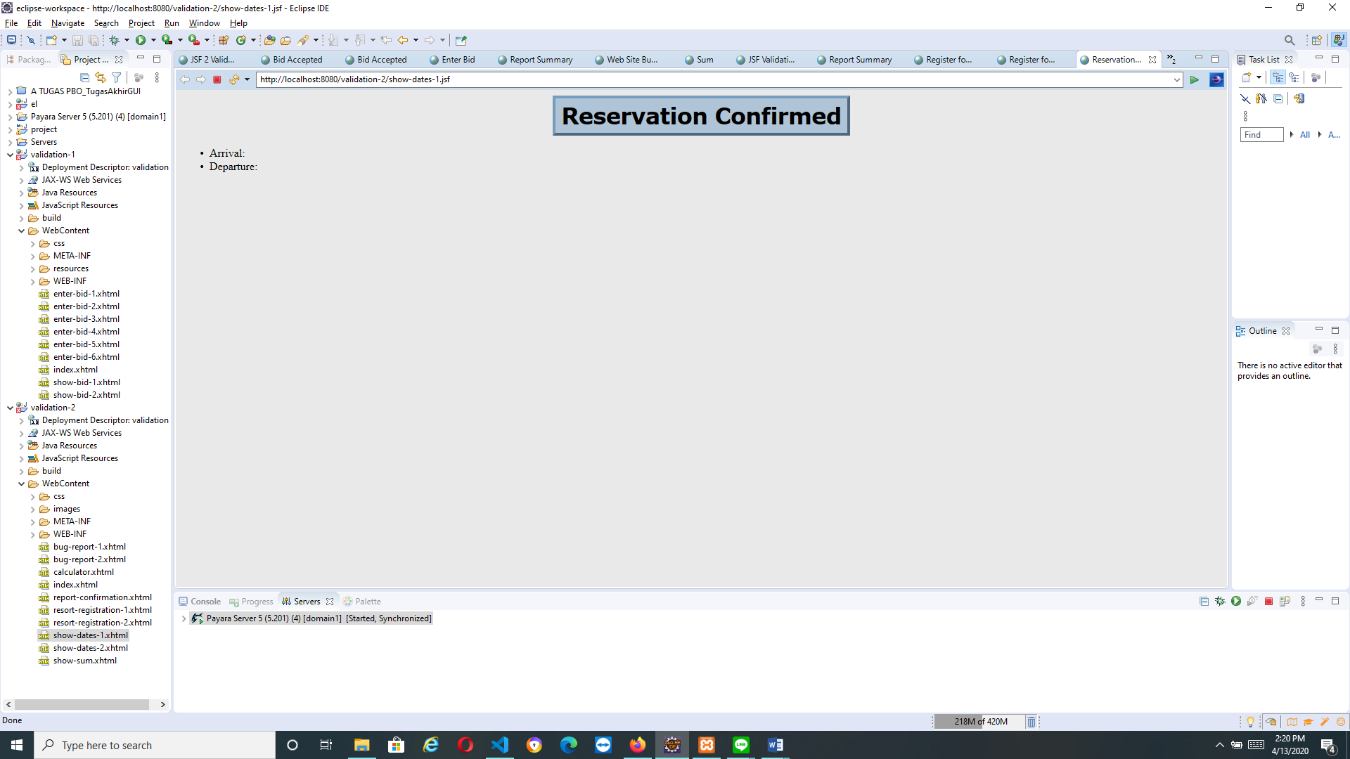 eclipse-workspace - http://localhost:8080/validation-2/show-dates-1.jsf - Eclipse IDE
File Edit Navigate Search Project Run Window Help
Packag... Project ...
JSF 2 Valid... Bid Accepted Bid Accepted Enter Bid Report Summary Web Site Bu... Sum JSF Validati... Report Summary Register fo... Register fo... Reservation... »2
Task List
http://localhost:8080/validation-2/show-dates-1.jsf
A TUGAS PBO_TugasAkhirGUI
el
Payara Server 5 (5.201) (4) [domain1]
project
Servers
validation-1
Deployment Descriptor: validation
JAX-WS Web Services
Java Resources
JavaScript Resources
build
WebContent
css
META-INF
resources
WEB-INF
enter-bid-1.xhtml
enter-bid-2.xhtml
enter-bid-3.xhtml
enter-bid-4.xhtml
enter-bid-5.xhtml
enter-bid-6.xhtml
index.xhtml
show-bid-1.xhtml
show-bid-2.xhtml
validation-2
Deployment Descriptor: validation
JAX-WS Web Services
Java Resources
JavaScript Resources
build
WebContent
css
images
META-INF
WEB-INF
bug-report-1.xhtml
bug-report-2.xhtml
calculator.xhtml
index.xhtml
report-confirmation.xhtml
resort-registration-1.xhtml
resort-registration-2.xhtml
show-dates-1.xhtml
show-dates-2.xhtml
show-sum.xhtml
Reservation Confirmed
• Arrival:
• Departure:
Find All A...
Outline
There is no active editor that
provides an outline.
Console Progress Servers Palette
Payara Server 5 (5.201) (4) [domain1] [Started, Synchronized]
Done
218M of 420M
Type here to search
2:20 PM
4/13/2020
4